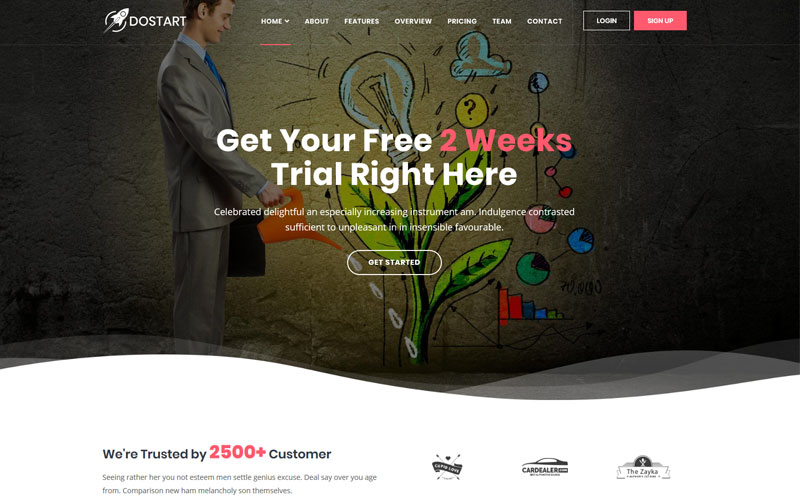 DOSTART
HOME ABOUT FEATURES OVERVIEW PRICING TEAM CONTACT LOGIN SIGN UP
Get Your Free 2 Weeks
Trial Right Here
Celebrated delightful an especially increasing instrument am. Indulgence contrasted
sufficient to unpleasant in in insensible favourable.
GET STARTED
?
We're Trusted by 2500+ Customer
Seeing rather her you not esteem men settle genius excuse. Deal say over you age
from. Comparison new ham melancholy son themselves.
CUPID LOVE
CARDEALER.COM
The Zayka